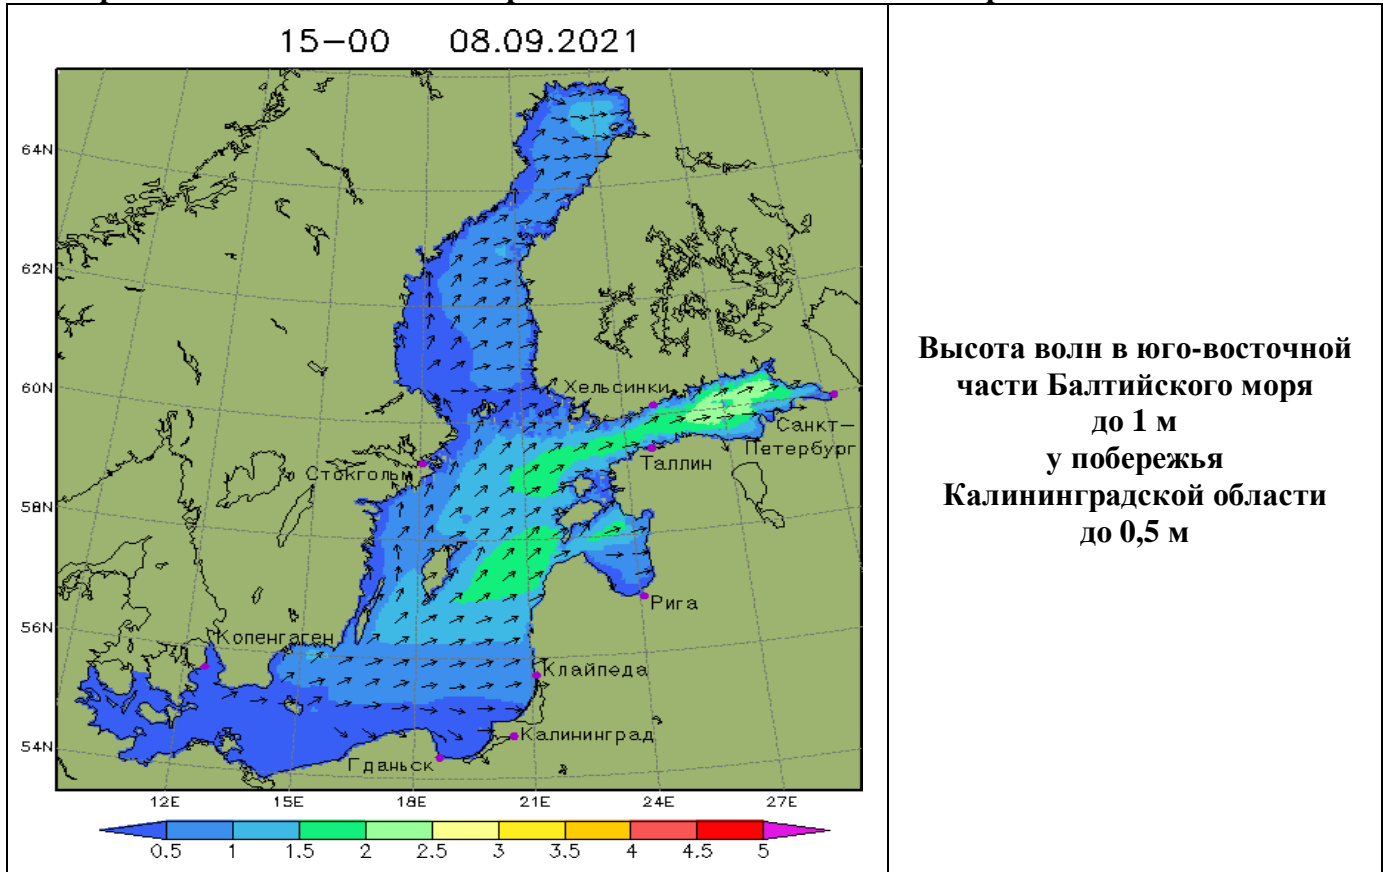 15-00 08.09.2021
64N
62N
60N
58N
56N
54N
Хельсинки
Санкт-
Петербург
Таллин
Стокгольм
Рига
Копенгаген
Клайпеда
Калининград
Гданьск
12E 15E 18E 21E 24E 27E
0.5 1 1.5 2 2.5 3 3.5 4 4.5 5
Высота волн в юго-восточной
части Балтийского моря
до 1 м
у побережья
Калининградской области
до 0,5 м